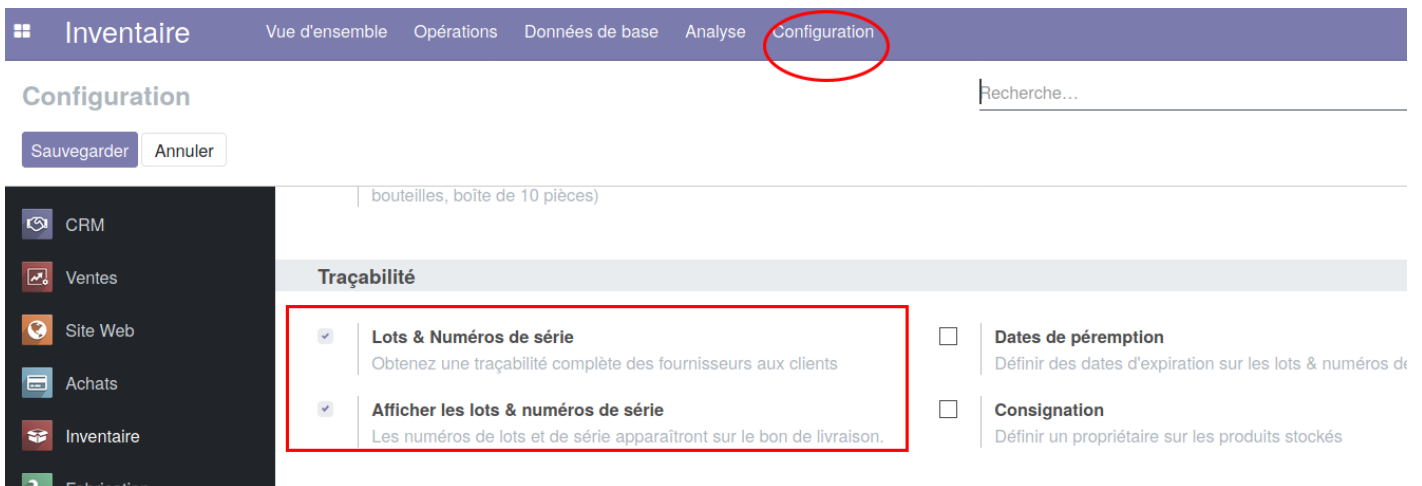 Inventaire Vue d'ensemble Opérations Données de base Analyse Configuration
Configuration
Recherche...
Sauvegarder Annuler
bouteilles, boîte de 10 pièces)
CRM
Traçabilité
Ventes
Site Web
Lots & Numéros de série
Obtenez une traçabilité complète des fournisseurs aux clients
Dates de péremption
Définir des dates d'expiration sur les lots & numéros de
Achats
Afficher les lots & numéros de série
Les numéros de lots et de série apparaîtront sur le bon de livraison.
Consignation
Définir un propriétaire sur les produits stockés
Inventaire